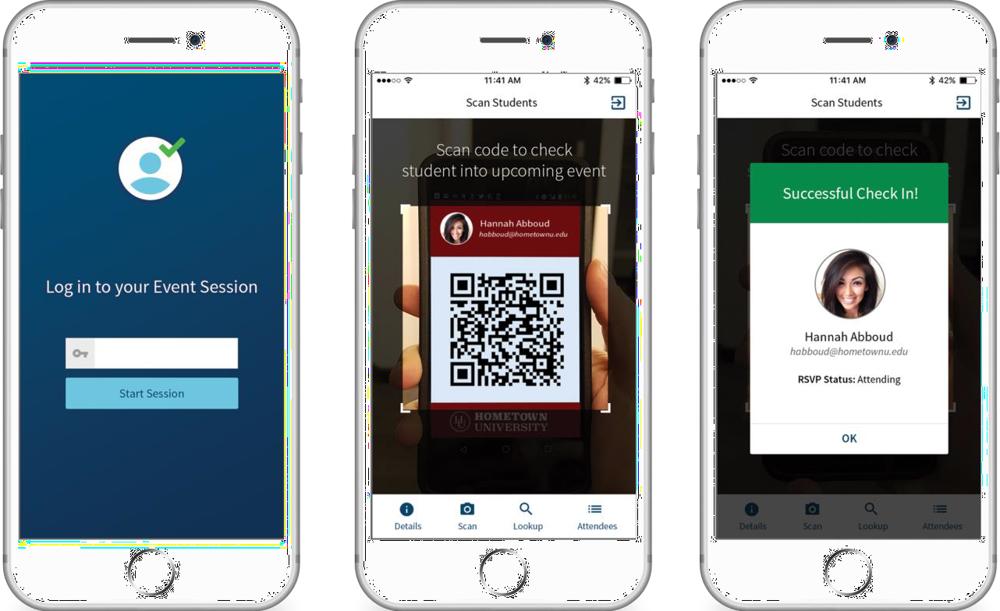 Log in to your Event Session
Start Session
11:41 AM
42%
Scan Students
Scan code to check
student into upcoming event
Hannah Abboud
habboud@hometownu.edu
HU
HOMETOWN
UNIVERSITY
Details
Scan
Lookup
Attendees
11:41 AM
42%
Scan Students
Scan code to check
Successful Check In!
Hannah Abboud
habboud@hometownu.edu
RSVP Status: Attending
OK
Details
Scan
Lookup
Attendees